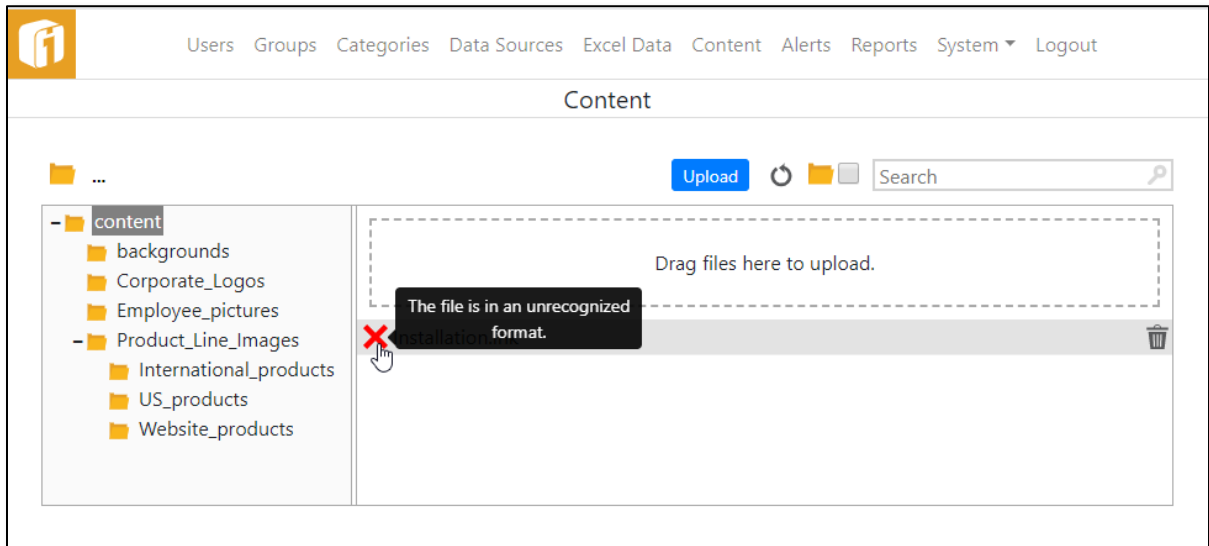 Users Groups Categories Data Sources Excel Data Content Alerts Reports System Logout
Content
...
Upload
Search
content
backgrounds
Corporate_Logos
Employee_pictures
Product_Line_Images
International_products
US_products
Website_products
Drag files here to upload.
The file is in an unrecognized
format.